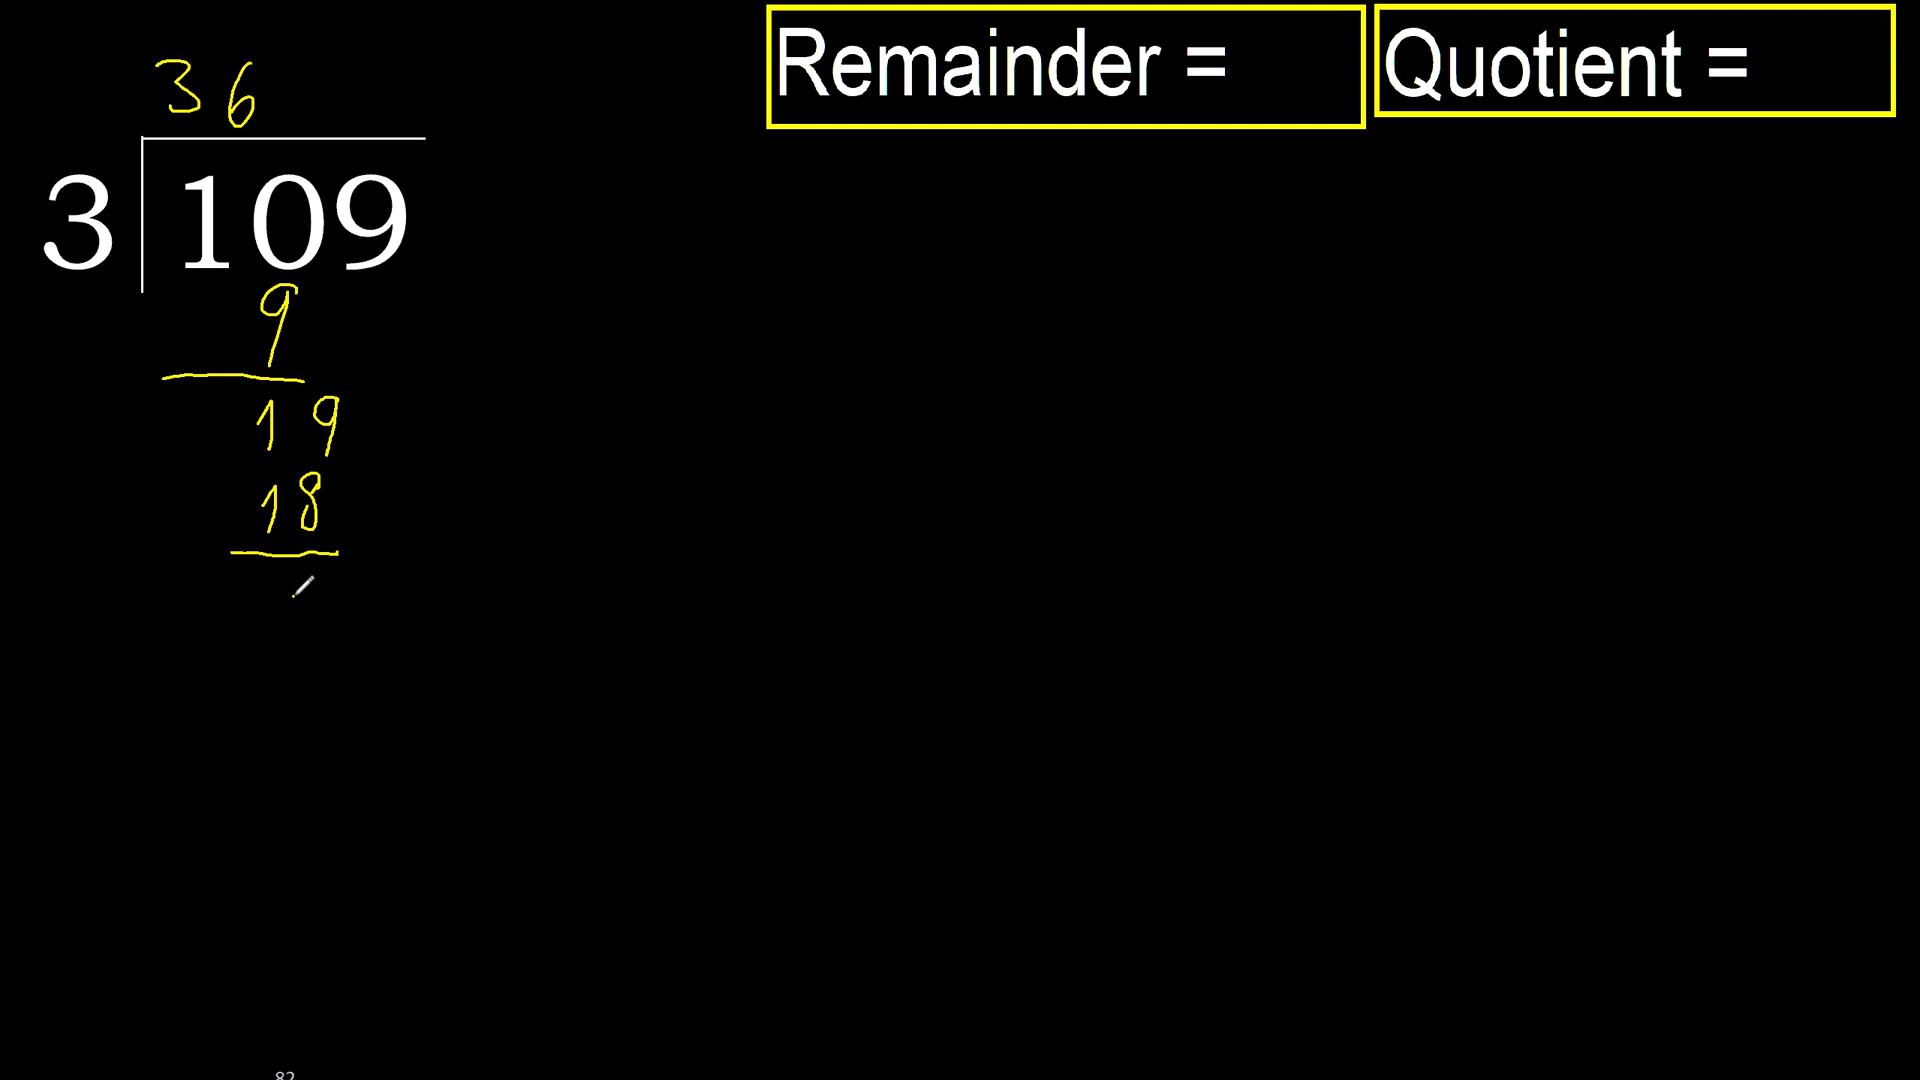 Remainder =
Quotient =
36
3 109
9
19
18